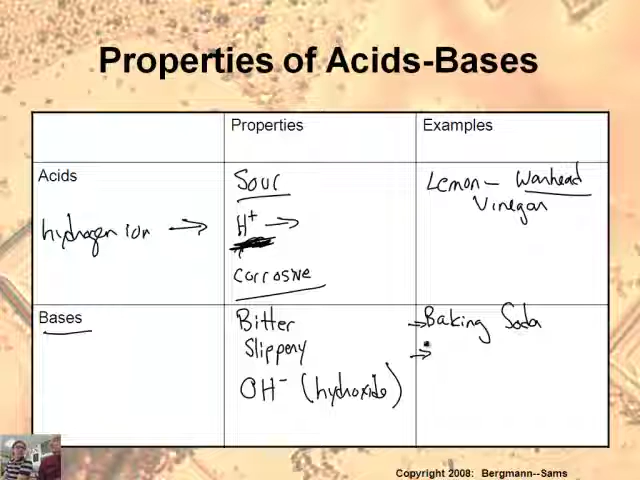 Properties of Acids-Bases
Properties Examples
Acids
Sour
Lemon – Warhead
Vinegar
hydrogen ion → H+ →
corrosive
Bases
Bitter
→ Baking Soda
Slippery
→
OH- (hydroxide)
Copyright 2008: Bergmann--Sams